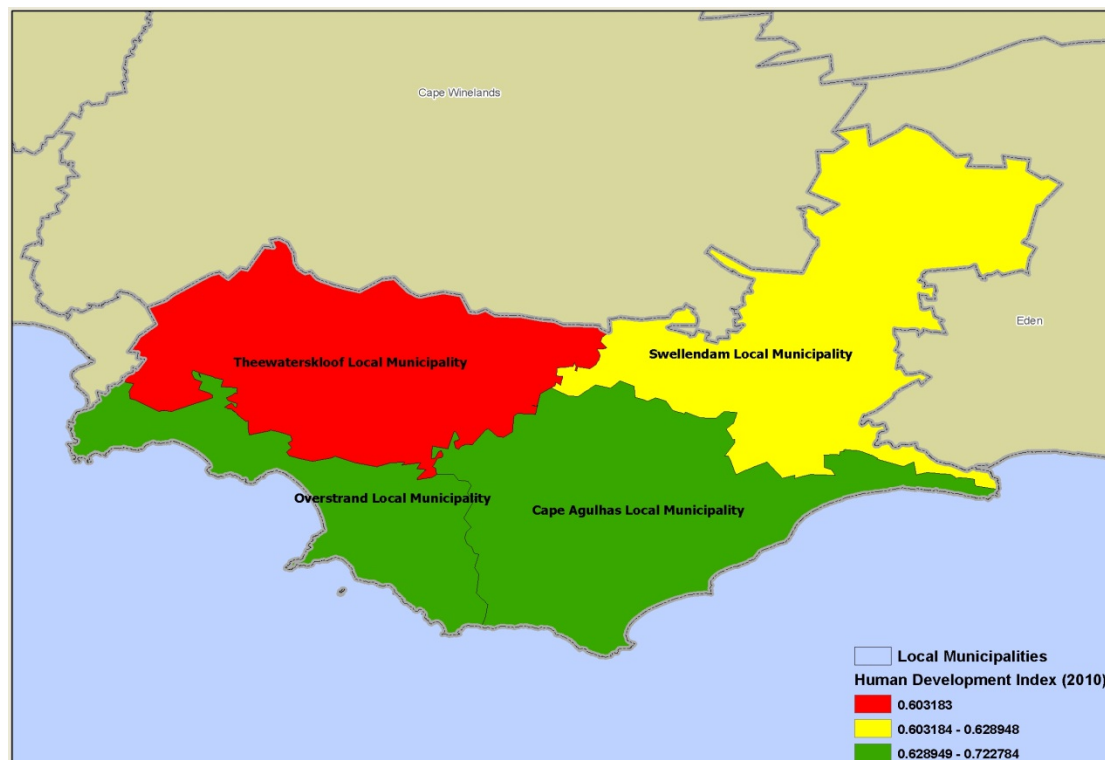 Cape Winelands
Eden
Swellendam Local Municipality
Theewaterskloof Local Municipality
Overstrand Local Municipality
Cape Agulhas Local Municipality
Local Municipalities
Human Development Index (2010)
0.603183
0.603184 - 0.628948
0.628949 - 0.722784